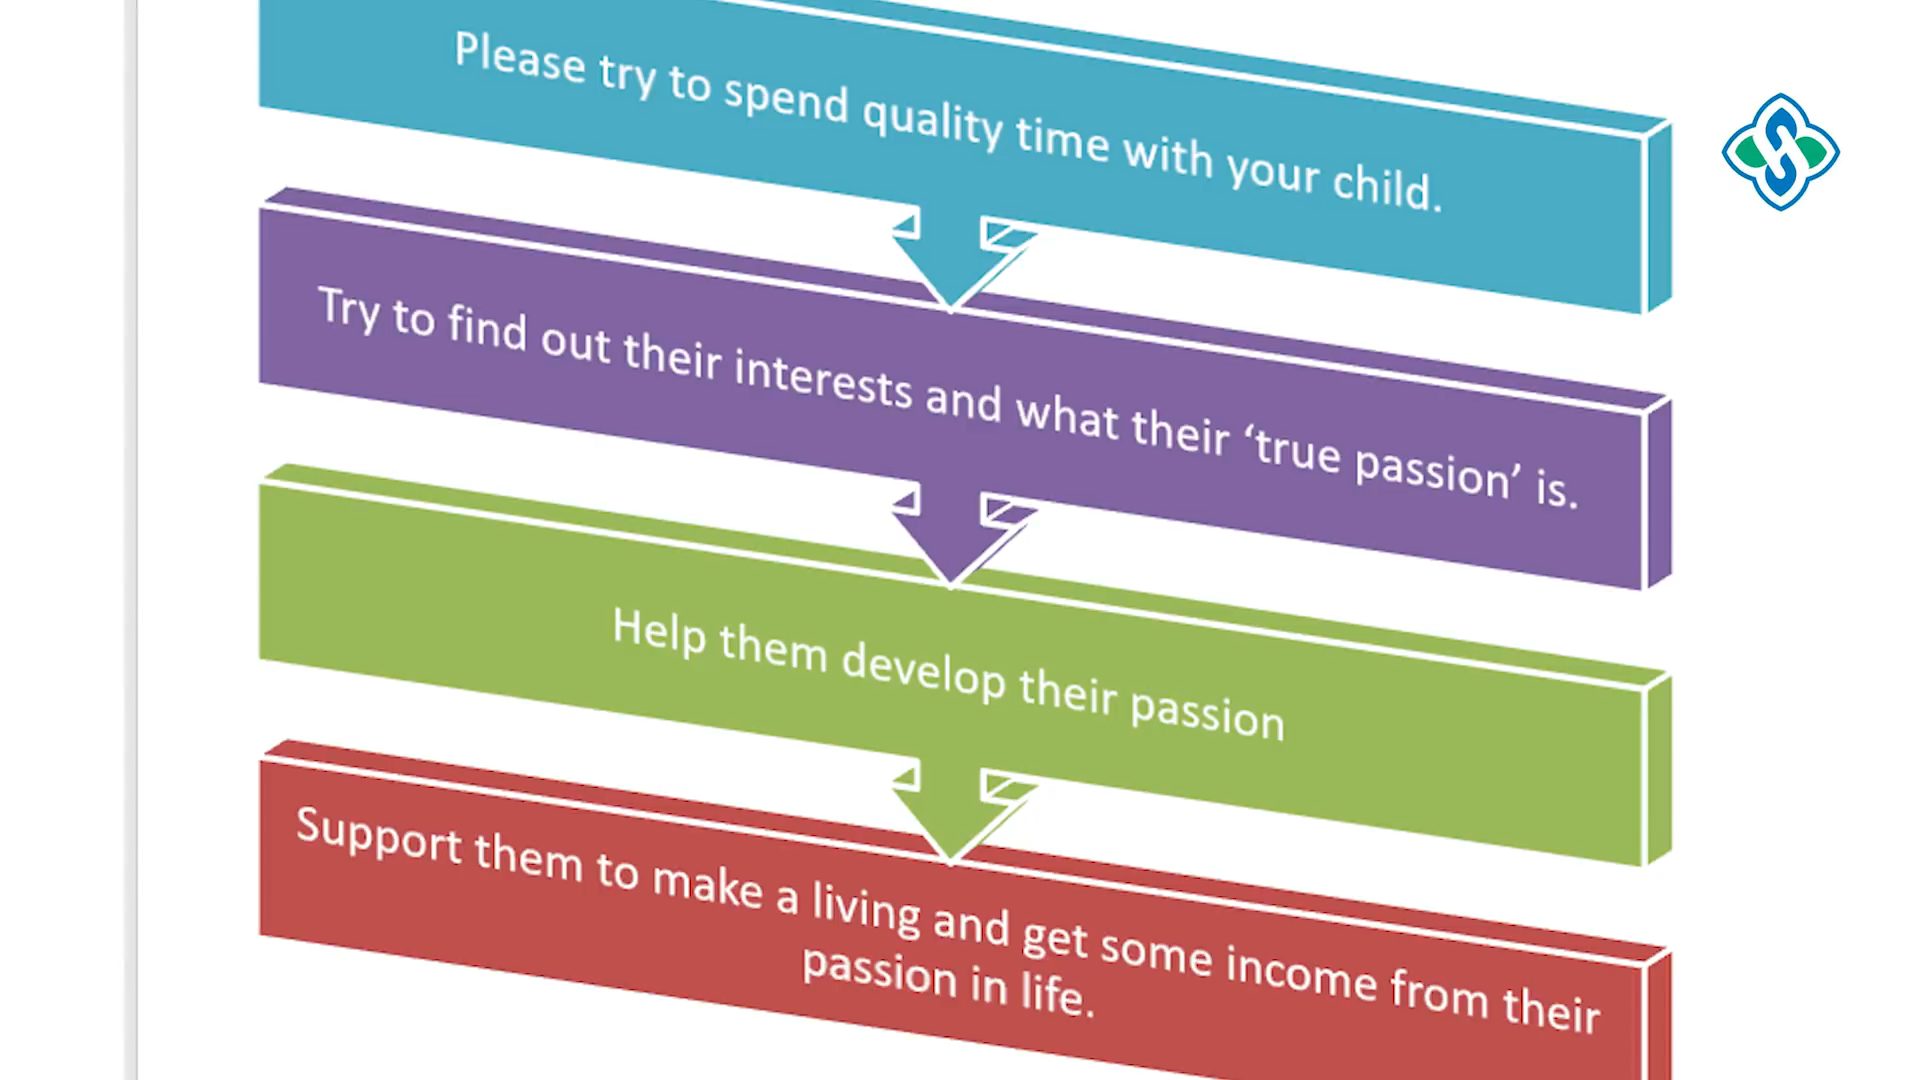 Please try to spend quality time with your child.
Try to find out their interests and what their ‘true passion’ is.
Help them develop their passion
Support them to make a living and get some income from their
passion in life.